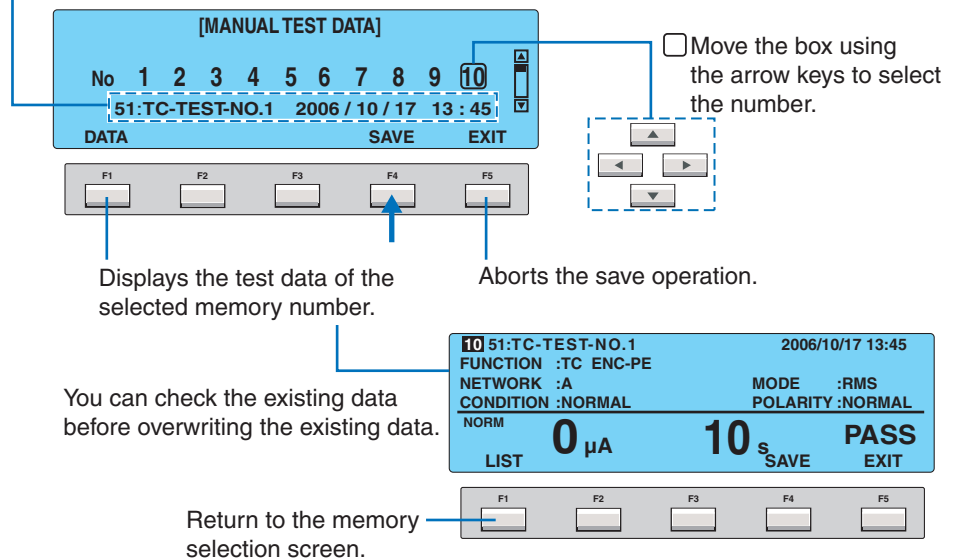 [MANUAL TEST DATA]
No 1 2 3 4 5 6 7 8 9 10
51:TC-TEST-NO.1 2006 / 10 / 17 13 : 45
DATA SAVE EXIT
Move the box using
the arrow keys to select
the number.
F1 F2 F3 F4 F5
Displays the test data of the
selected memory number.
Aborts the save operation.
You can check the existing data
before overwriting the existing data.
10 51:TC-TEST-NO.1 2006/10/17 13:45
FUNCTION :TC ENC-PE
NETWORK :A MODE :RMS
CONDITION :NORMAL POLARITY :NORMAL
NORM 0 µA 10 s PASS
LIST SAVE EXIT
F1 F2 F3 F4 F5
Return to the memory
selection screen.